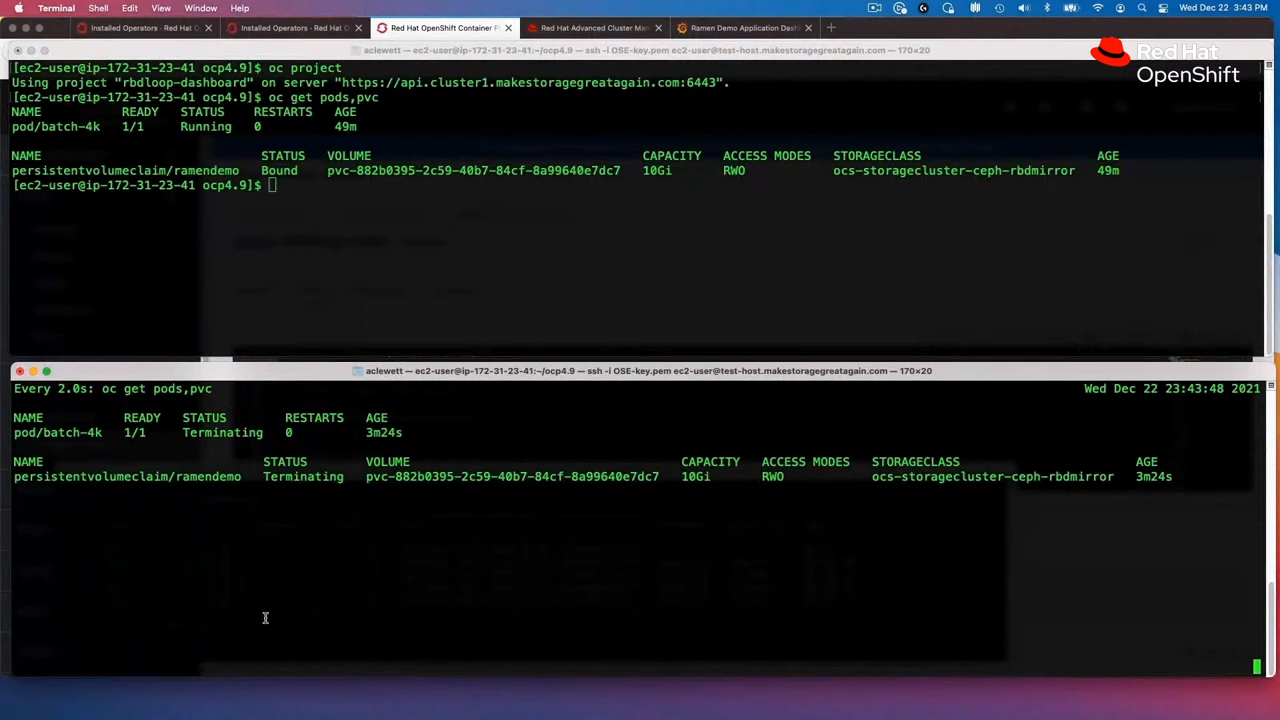 Terminal Shell Edit View Window Help Wed Dec 22 3:43 PM
Installed Operators - Red Hat O Installed Operators - Red Hat O Red Hat OpenShift Container Pl Red Hat Advanced Cluster Man Ramen Demo Application Dash
aclewett — ec2-user@ip-172-31-23-41:~/ocp4.9 — ssh -i OSE-key.pem ec2-user@test-host.makestoragegreatagain.com — 170×20
Red Hat
OpenShift
[ec2-user@ip-172-31-23-41 ocp4.9]$ oc project
Using project "rbdloop-dashboard" on server "https://api.cluster1.makestoragegreatagain.com:6443".
[ec2-user@ip-172-31-23-41 ocp4.9]$ oc get pods,pvc
NAME READY STATUS RESTARTS AGE
pod/batch-4k 1/1 Running 0 49m
NAME STATUS VOLUME CAPACITY ACCESS MODES STORAGECLASS AGE
persistentvolumeclaim/ramendemo Bound pvc-882b0395-2c59-40b7-84cf-8a99640e7dc7 10Gi RWO ocs-storagecluster-ceph-rbdmirror 49m
[ec2-user@ip-172-31-23-41 ocp4.9]$
aclewett — ec2-user@ip-172-31-23-41:~/ocp4.9 — ssh -i OSE-key.pem ec2-user@test-host.makestoragegreatagain.com — 170×20
Every 2.0s: oc get pods,pvc Wed Dec 22 23:43:48 2021
NAME READY STATUS RESTARTS AGE
pod/batch-4k 1/1 Terminating 0 3m24s
NAME STATUS VOLUME CAPACITY ACCESS MODES STORAGECLASS AGE
persistentvolumeclaim/ramendemo Terminating pvc-882b0395-2c59-40b7-84cf-8a99640e7dc7 10Gi RWO ocs-storagecluster-ceph-rbdmirror 3m24s